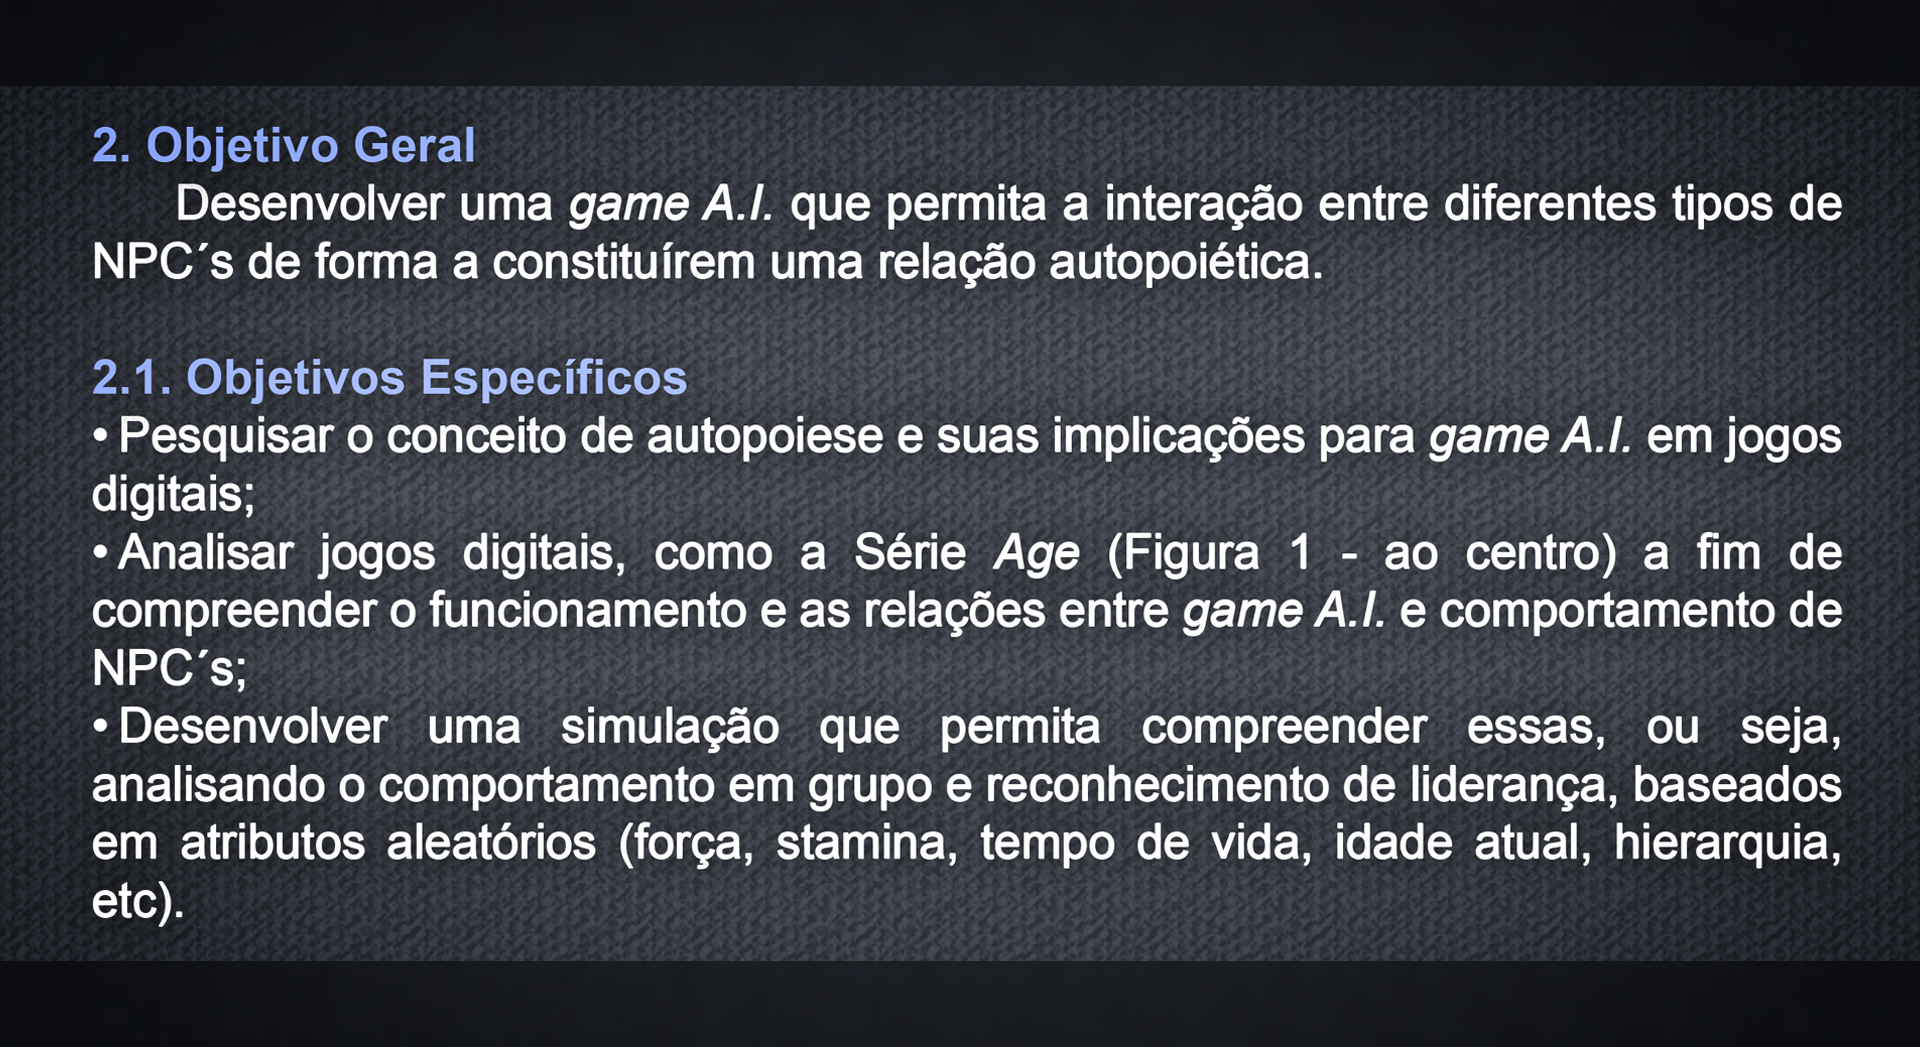 2. Objetivo Geral
Desenvolver uma game A.I. que permita a interação entre diferentes tipos de
NPC´s de forma a constituírem uma relação autopoiética.
2.1. Objetivos Específicos
• Pesquisar o conceito de autopoiese e suas implicações para game A.I. em jogos
digitais;
• Analisar jogos digitais, como a Série Age (Figura 1 - ao centro) a fim de
compreender o funcionamento e as relações entre game A.I. e comportamento de
NPC´s;
• Desenvolver uma simulação que permita compreender essas, ou seja,
analisando o comportamento em grupo e reconhecimento de liderança, baseados
em atributos aleatórios (força, stamina, tempo de vida, idade atual, hierarquia,
etc).